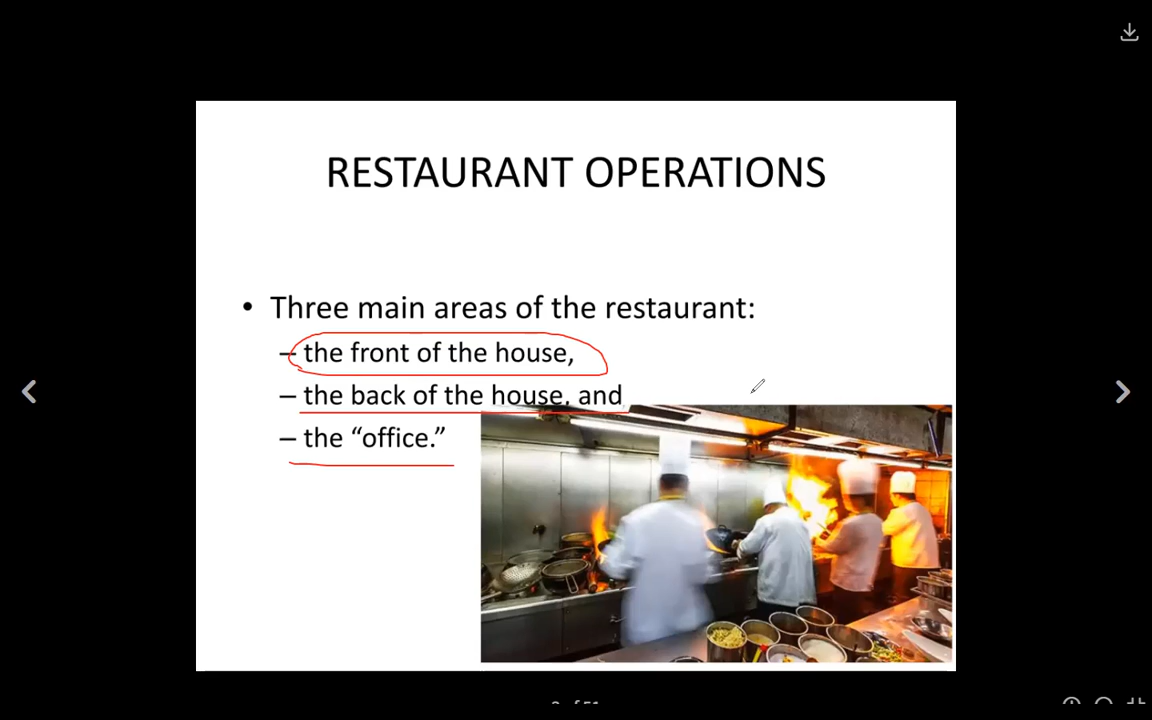 RESTAURANT OPERATIONS
• Three main areas of the restaurant:
– the front of the house,
– the back of the house, and
– the “office.”